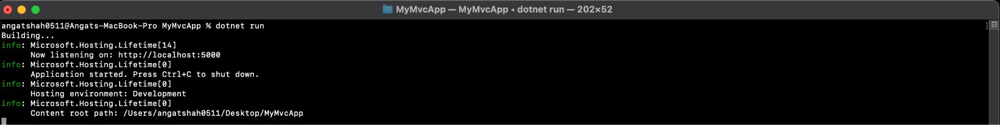 MyMvcApp — MyMvcApp ◂ dotnet run — 202×52
[angatshah0511@Angats-MacBook-Pro MyMvcApp % dotnet run ]
Building...
info: Microsoft.Hosting.Lifetime[14]
      Now listening on: http://localhost:5000
info: Microsoft.Hosting.Lifetime[0]
      Application started. Press Ctrl+C to shut down.
info: Microsoft.Hosting.Lifetime[0]
      Hosting environment: Development
info: Microsoft.Hosting.Lifetime[0]
      Content root path: /Users/angatshah0511/Desktop/MyMvcApp